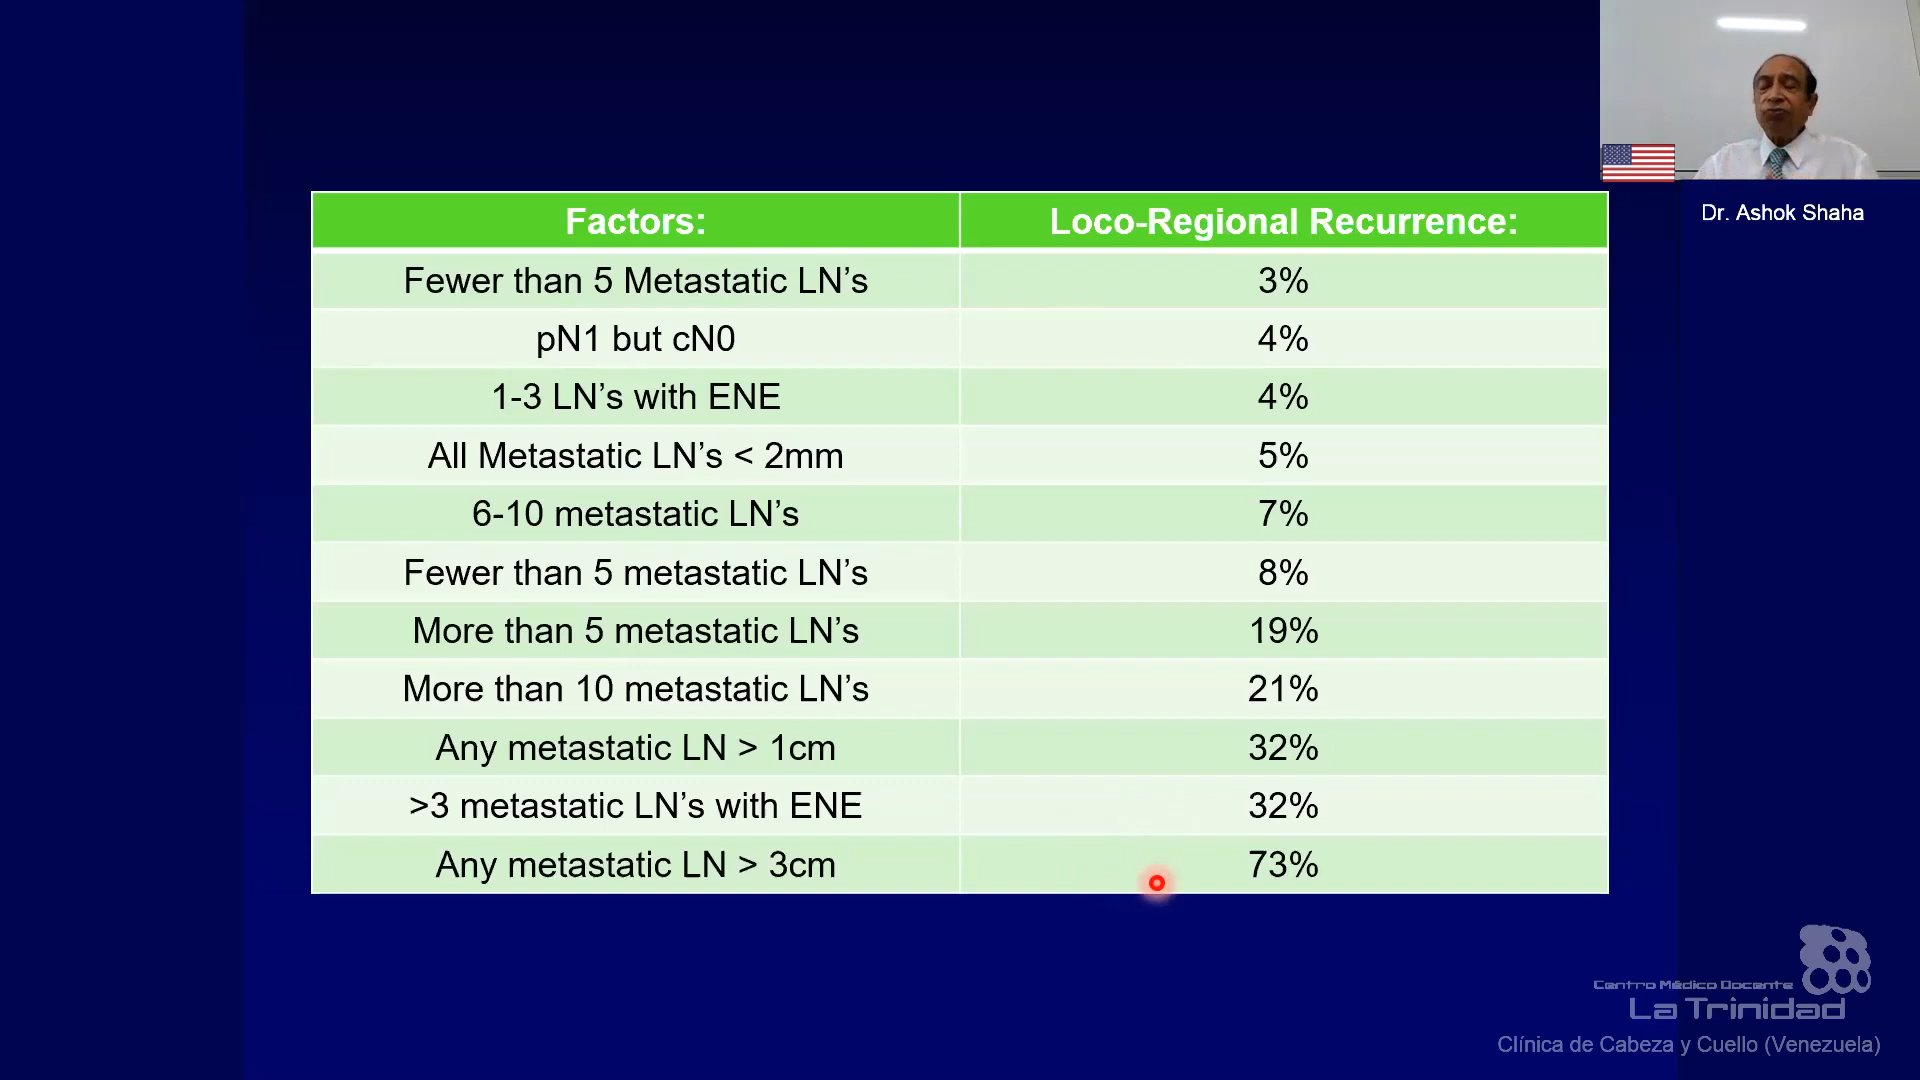 Factors: Loco-Regional Recurrence:
Fewer than 5 Metastatic LN’s 3%
pN1 but cN0 4%
1-3 LN’s with ENE 4%
All Metastatic LN’s < 2mm 5%
6-10 metastatic LN’s 7%
Fewer than 5 metastatic LN’s 8%
More than 5 metastatic LN’s 19%
More than 10 metastatic LN’s 21%
Any metastatic LN > 1cm 32%
>3 metastatic LN’s with ENE 32%
Any metastatic LN > 3cm 73%
Dr. Ashok Shaha
Centro Médico Docente
La Trinidad
Clínica de Cabeza y Cuello (Venezuela)